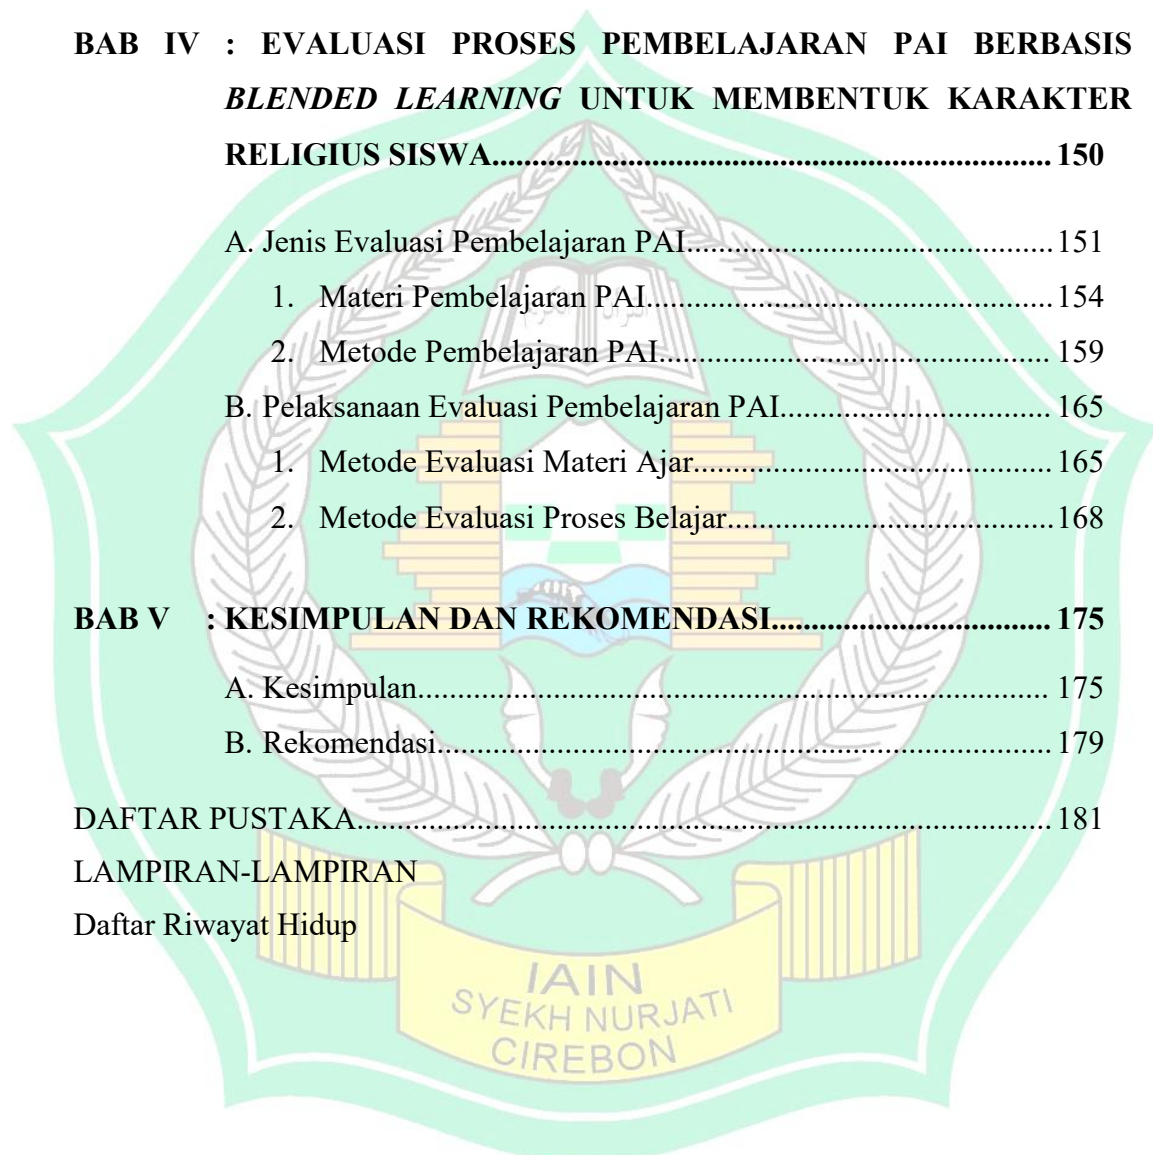 BAB IV : EVALUASI PROSES PEMBELAJARAN PAI BERBASIS
BLENDED LEARNING UNTUK MEMBENTUK KARAKTER
RELIGIUS SISWA..................................................................... 150
A. Jenis Evaluasi Pembelajaran PAI.............................................. 151
1. Materi Pembelajaran PAI................................................... 154
2. Metode Pembelajaran PAI................................................. 159
B. Pelaksanaan Evaluasi Pembelajaran PAI.................................. 165
1. Metode Evaluasi Materi Ajar............................................. 165
2. Metode Evaluasi Proses Belajar......................................... 168
BAB V : KESIMPULAN DAN REKOMENDASI.................................. 175
A. Kesimpulan............................................................................... 175
B. Rekomendasi............................................................................. 179
DAFTAR PUSTAKA....................................................................................... 181
LAMPIRAN-LAMPIRAN
Daftar Riwayat Hidup
IAIN
SYEKH NURJATI
CIREBON